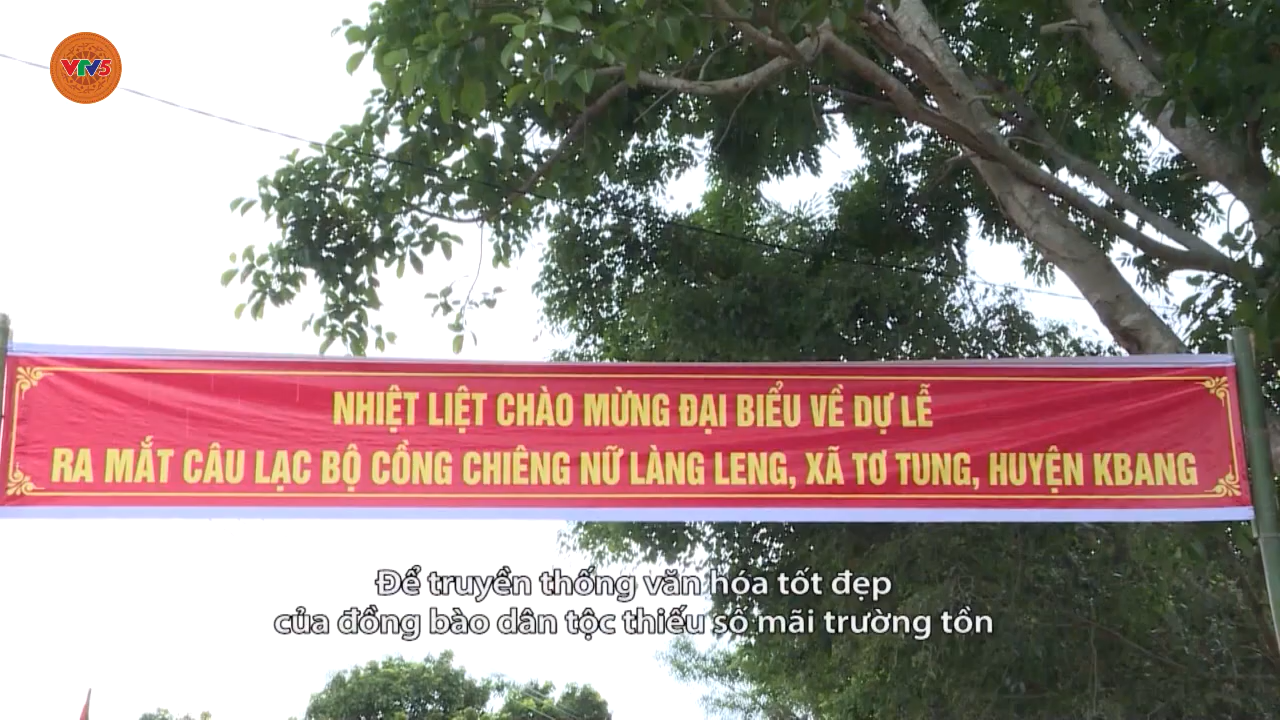 VTV5
NHIỆT LIỆT CHÀO MỪNG ĐẠI BIỂU VỀ DỰ LỄ
RA MẮT CÂU LẠC BỘ CỒNG CHIÊNG NỮ LÀNG LENG, XÃ TƠ TUNG, HUYỆN KBANG
Để truyền thống văn hóa tốt đẹp
của đồng bào dân tộc thiếu số mãi trường tồn